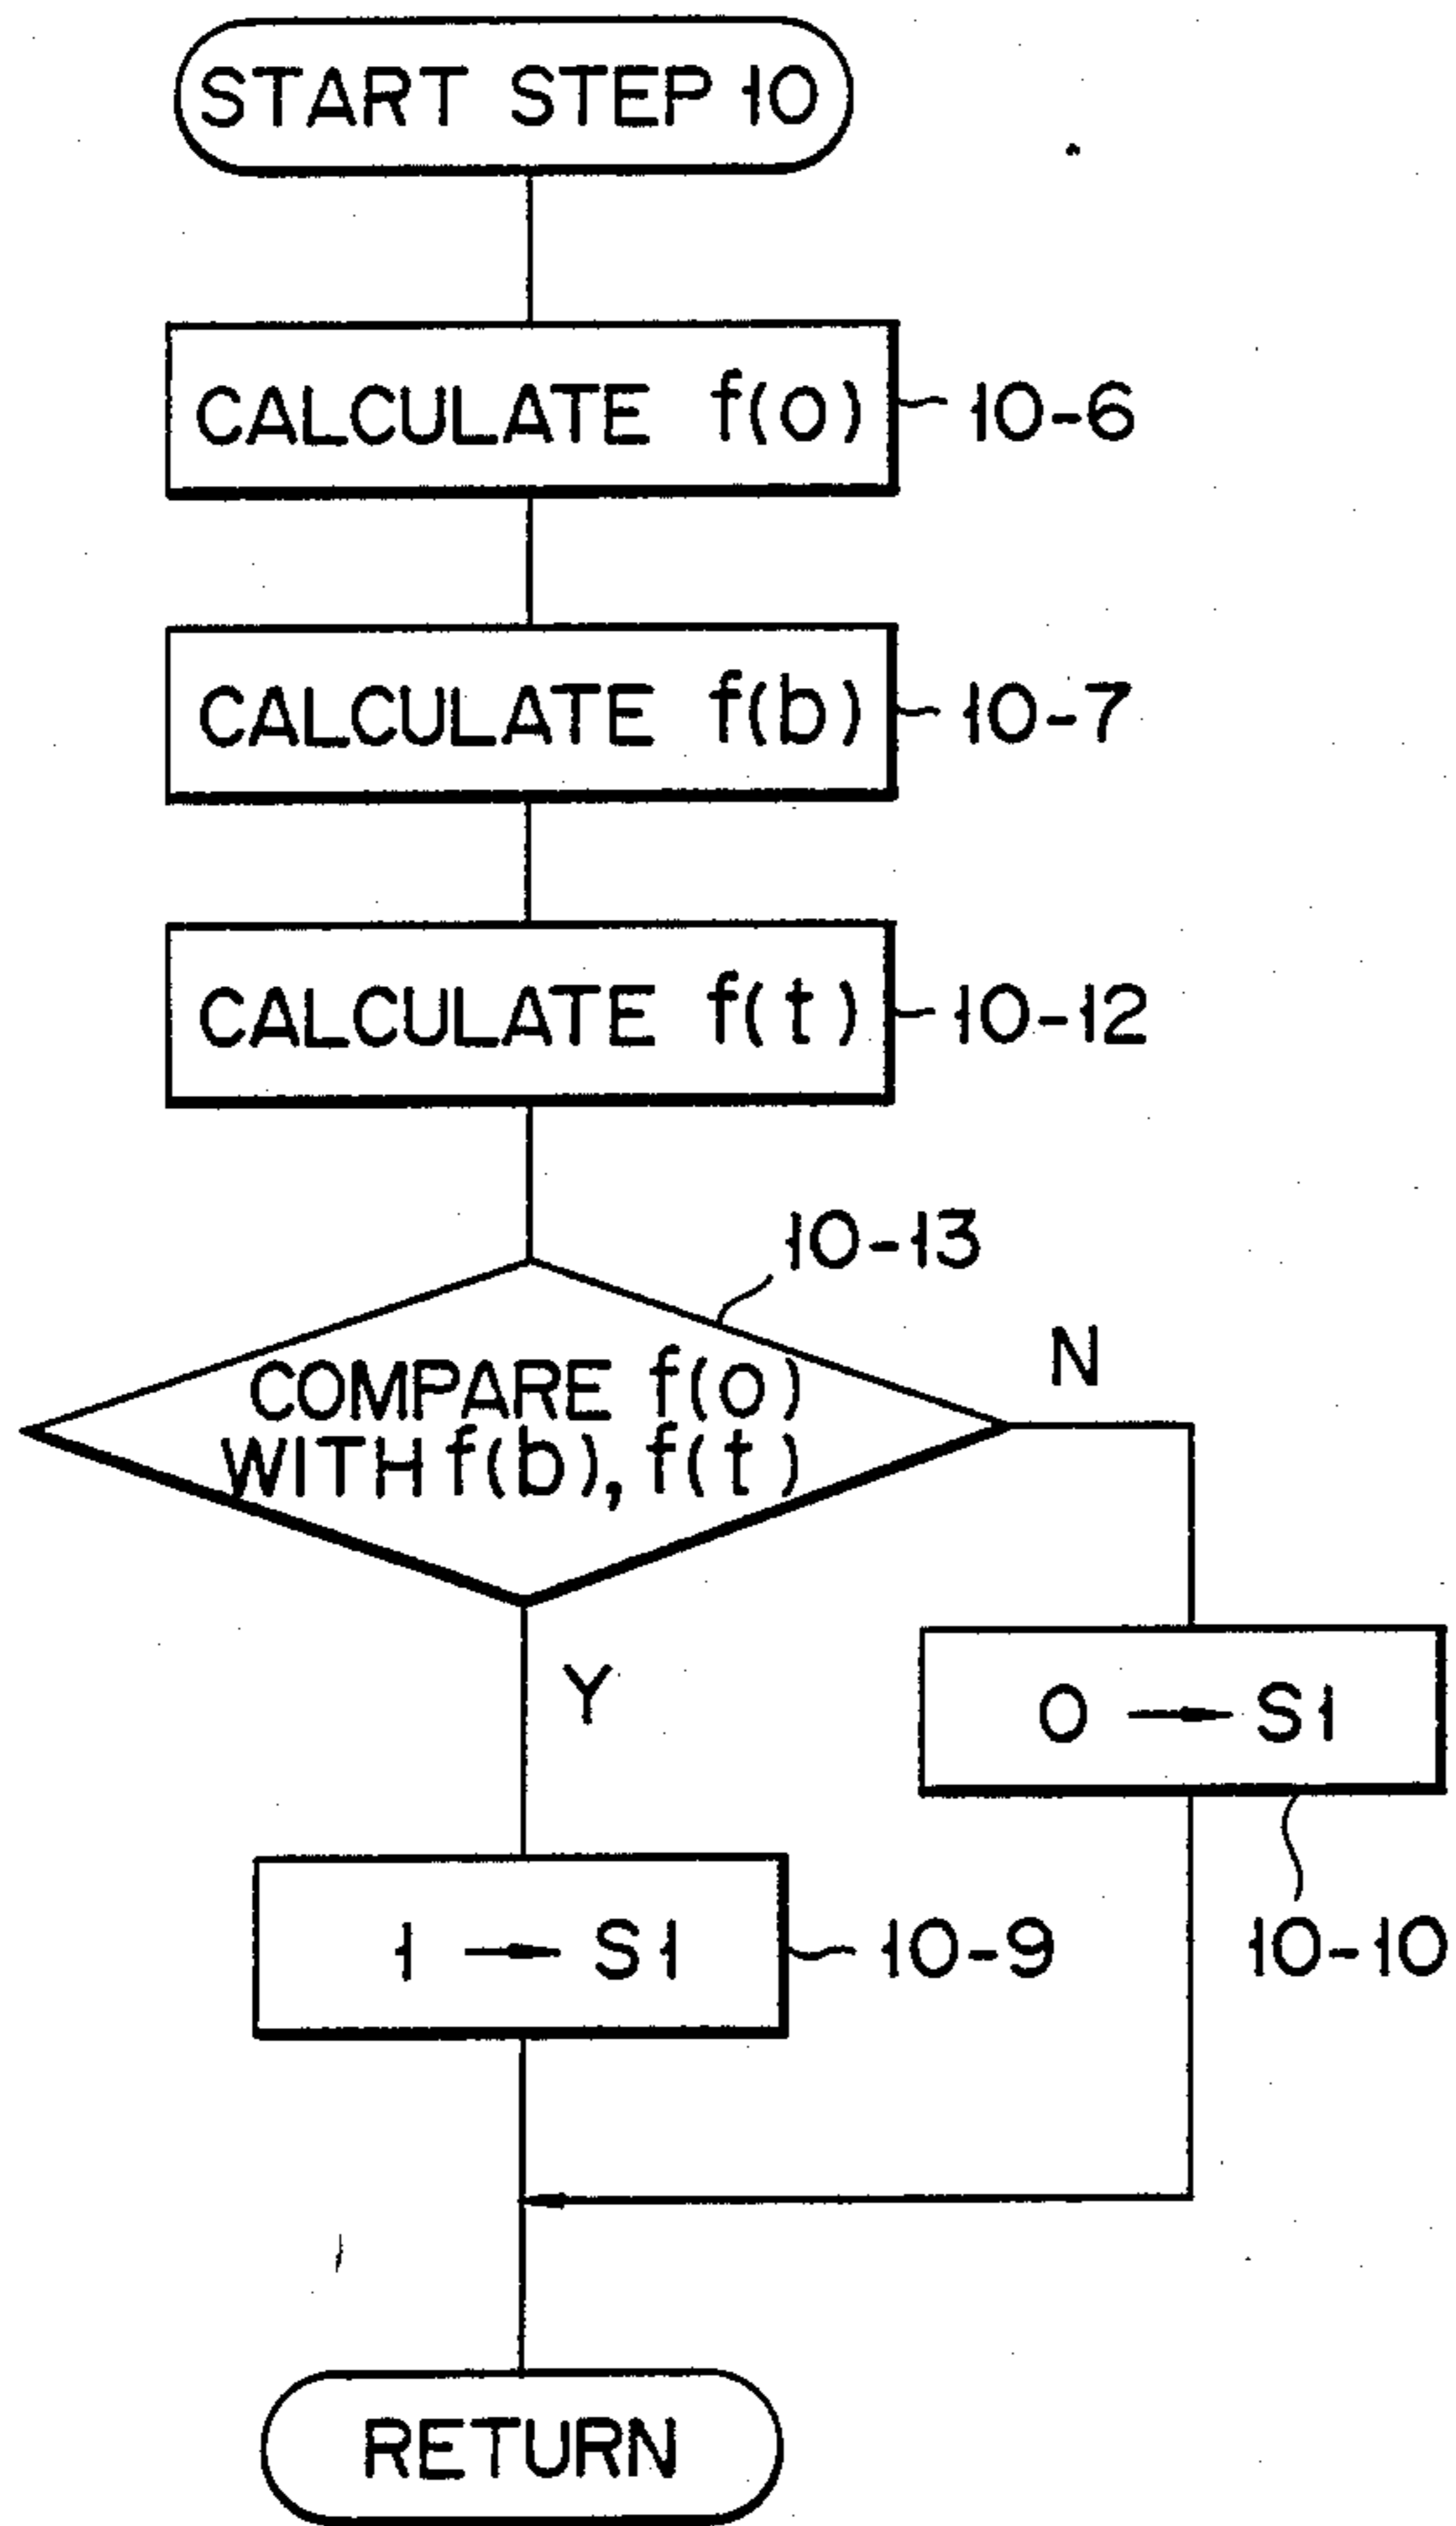 START STEP 10
CALCULATE f(o)
10-6
CALCULATE f(b)
10-7
CALCULATE f(t)
10-12
10-13
COMPARE f(o)
WITH f(b), f(t)
N
Y
0 → S1
1 → S1
10-9
10-10
RETURN